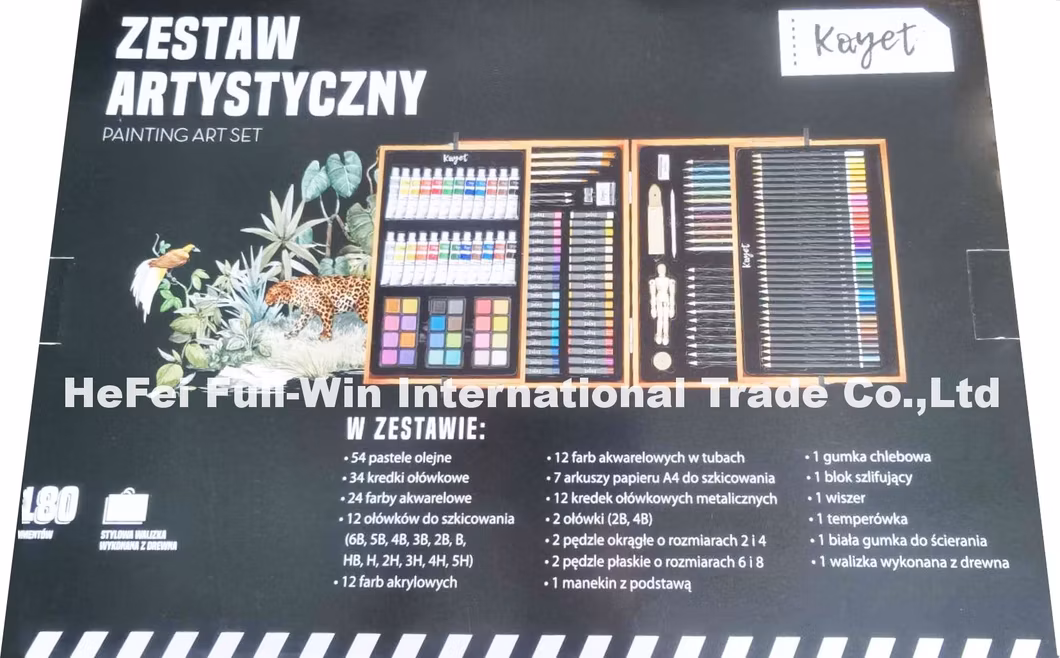 ZESTAW
ARTYSTYCZNY
PAINTING ART SET
Kayet
Kayet
Kayet
HeFei Full-Win International Trade Co.,Ltd
W ZESTAWIE:
• 54 pastele olejne
• 34 kredki ołówkowe
• 24 farby akwarelowe
• 12 ołówków do szkicowania
(6B, 5B, 4B, 3B, 2B, B,
HB, H, 2H, 3H, 4H, 5H)
• 12 farb akrylowych
• 12 farb akwarelowych w tubach
• 7 arkuszy papieru A4 do szkicowania
• 12 kredek ołówkowych metalicznych
• 2 ołówki (2B, 4B)
• 2 pędzle okrągłe o rozmiarach 2 i 4
• 2 pędzle płaskie o rozmiarach 6 i 8
• 1 manekin z podstawą
• 1 gumka chlebowa
• 1 blok szlifujący
• 1 wiszer
• 1 temperówka
• 1 biała gumka do ścierania
• 1 walizka wykonana z drewna
180
MENTÓW
STYLOWA WALIZKA
WYKONANA Z DREWNA